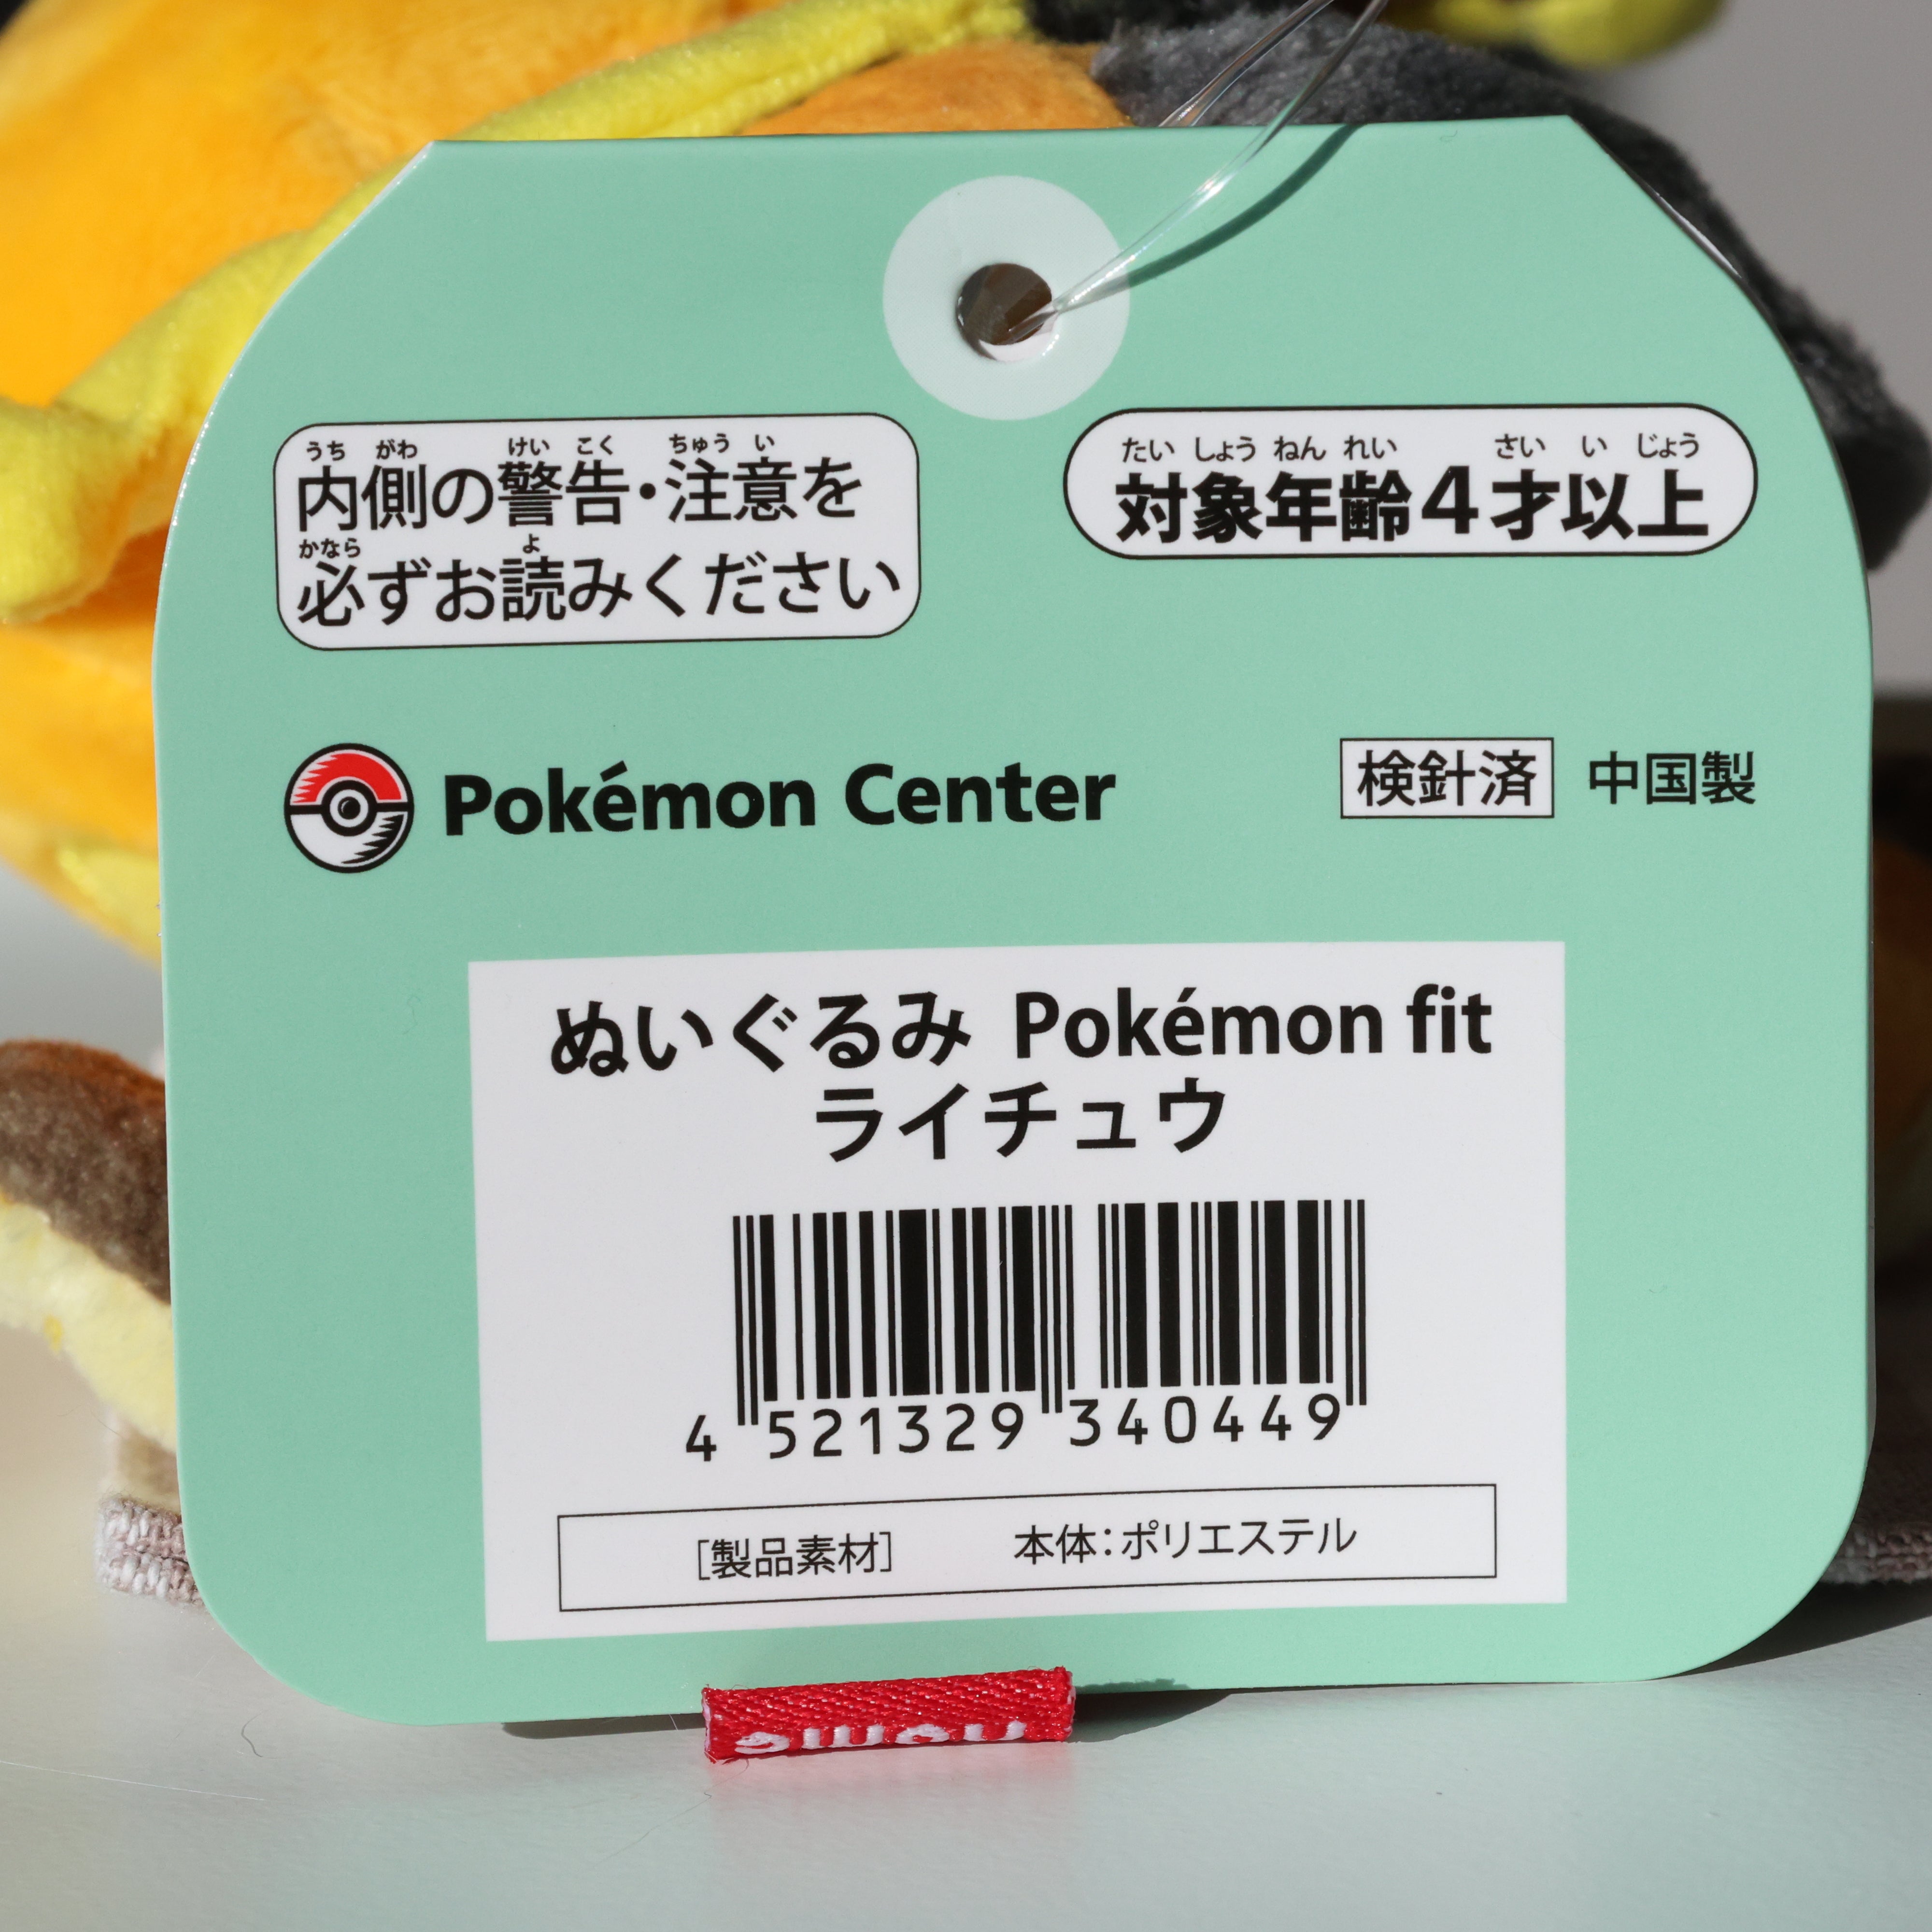 うち がわ けい こく ちゅう い
内側の警告・注意を
かなら よ
必ずお読みください
たい しょう ねん れい さい い じょう
対象年齢4才以上
Pokémon Center
検針済 中国製
ぬいぐるみ Pokémon fit
ライチュウ
4 521329 340449
[製品素材] 本体：ポリエステル